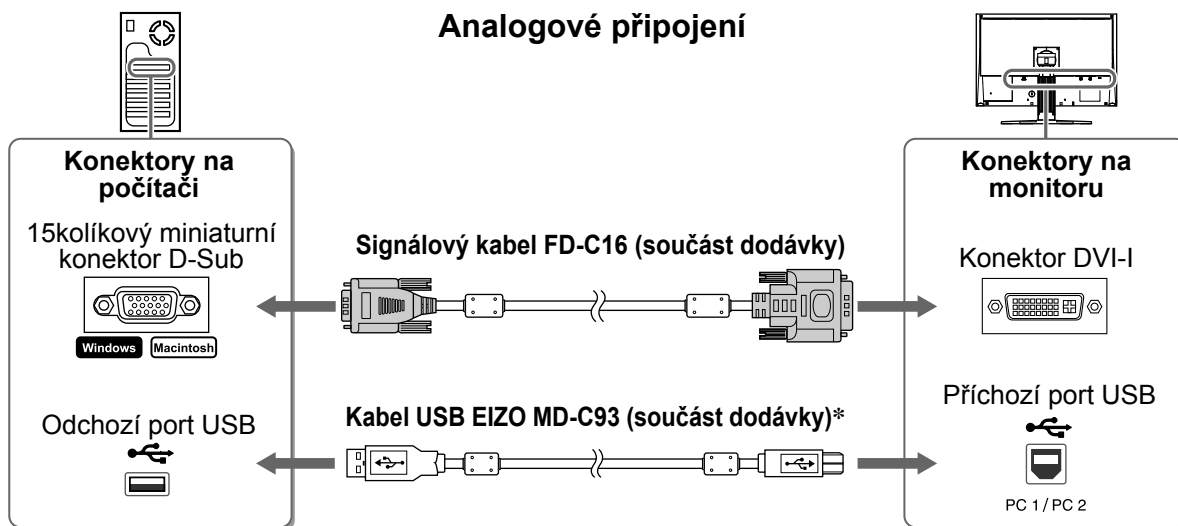 Analogové připojení
Konektory na
počítači
15kolíkový miniaturní
konektor D-Sub
Windows Macintosh
Odchozí port USB
Signálový kabel FD-C16 (součást dodávky)
Kabel USB EIZO MD-C93 (součást dodávky)*
Konektory na
monitoru
Konektor DVI-I
Příchozí port USB
PC 1 / PC 2